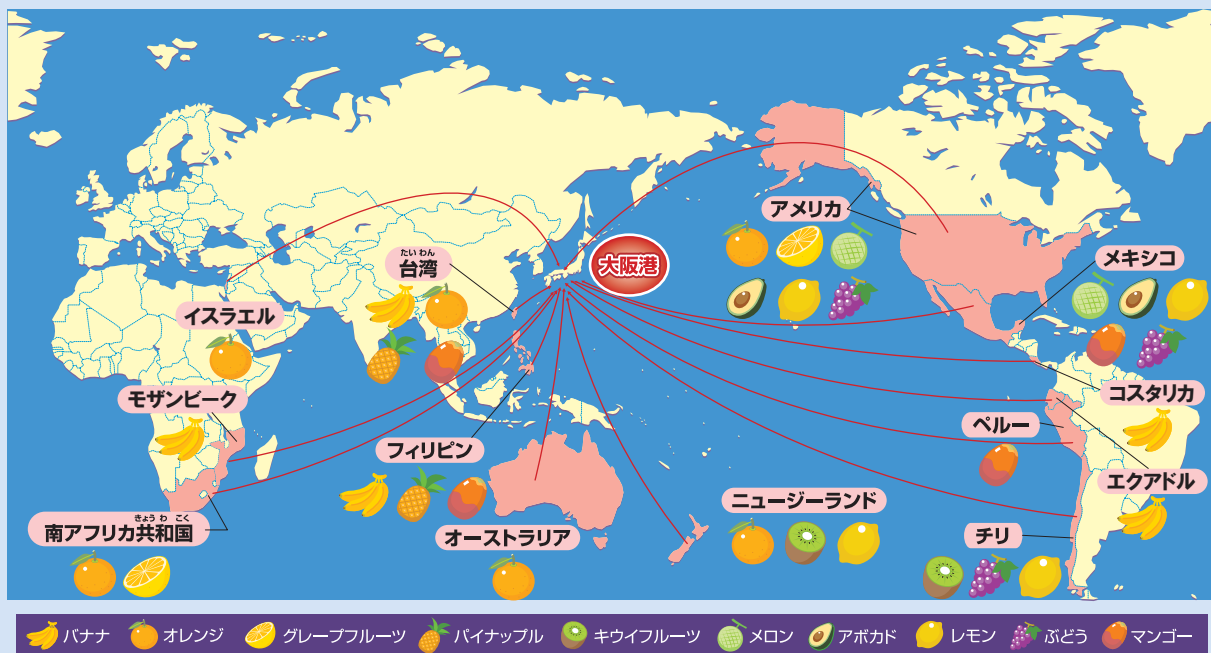 アメリカ
たいわん
台湾
大阪港
メキシコ
イスラエル
モザンビーク
コスタリカ
ペルー
フィリピン
エクアドル
ニュージーランド
きょうわこく
南アフリカ共和国
オーストラリア
チリ
バナナ オレンジ グレープフルーツ パイナップル キウイフルーツ メロン アボカド レモン ぶどう マンゴー